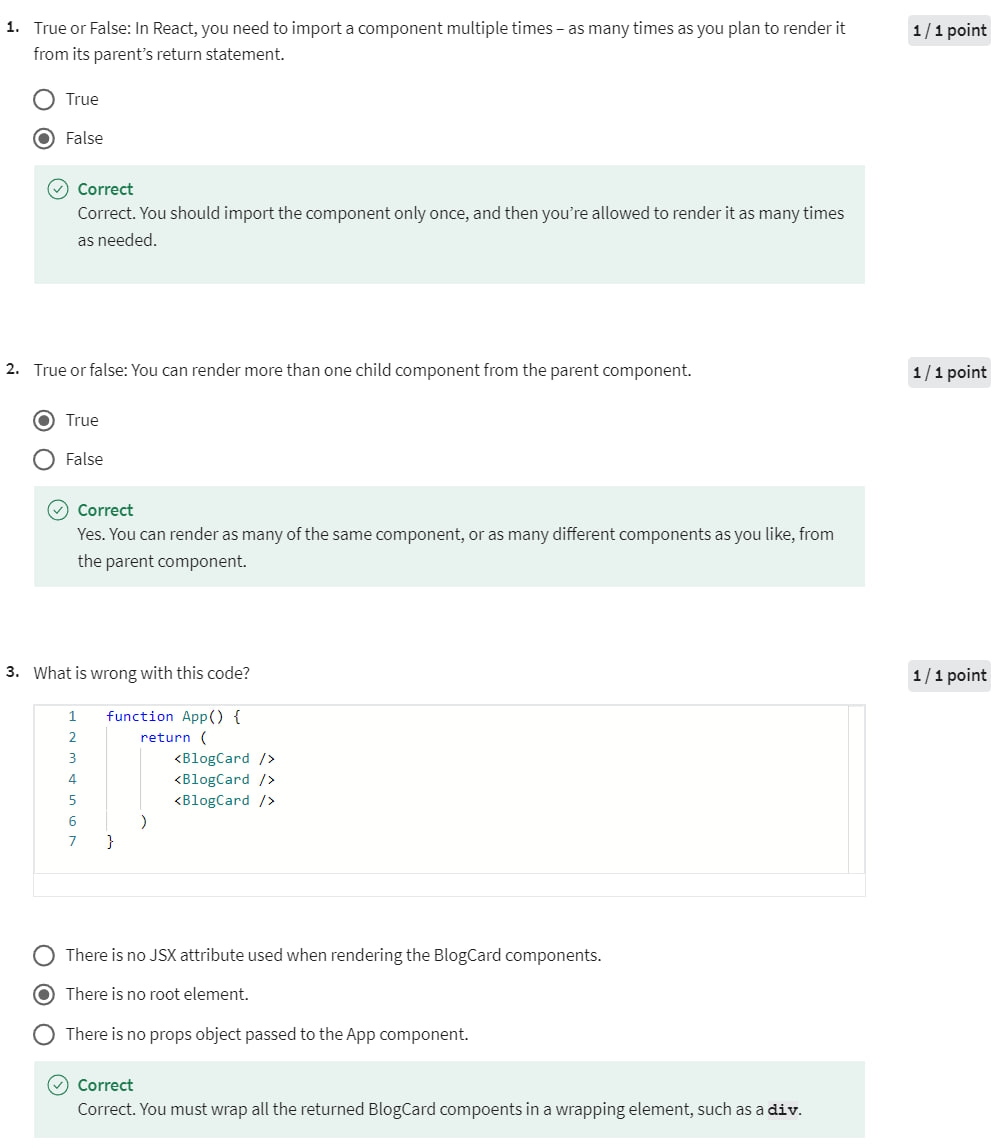 1. True or False: In React, you need to import a component multiple times – as many times as you plan to render it
from its parent’s return statement.
1 / 1 point
True
False
Correct
Correct. You should import the component only once, and then you’re allowed to render it as many times
as needed.
2. True or false: You can render more than one child component from the parent component.
1 / 1 point
True
False
Correct
Yes. You can render as many of the same component, or as many different components as you like, from
the parent component.
3. What is wrong with this code?
1 / 1 point
1 function App() {
2 return (
3 <BlogCard />
4 <BlogCard />
5 <BlogCard />
6 )
7 }
There is no JSX attribute used when rendering the BlogCard components.
There is no root element.
There is no props object passed to the App component.
Correct
Correct. You must wrap all the returned BlogCard compoents in a wrapping element, such as a div.